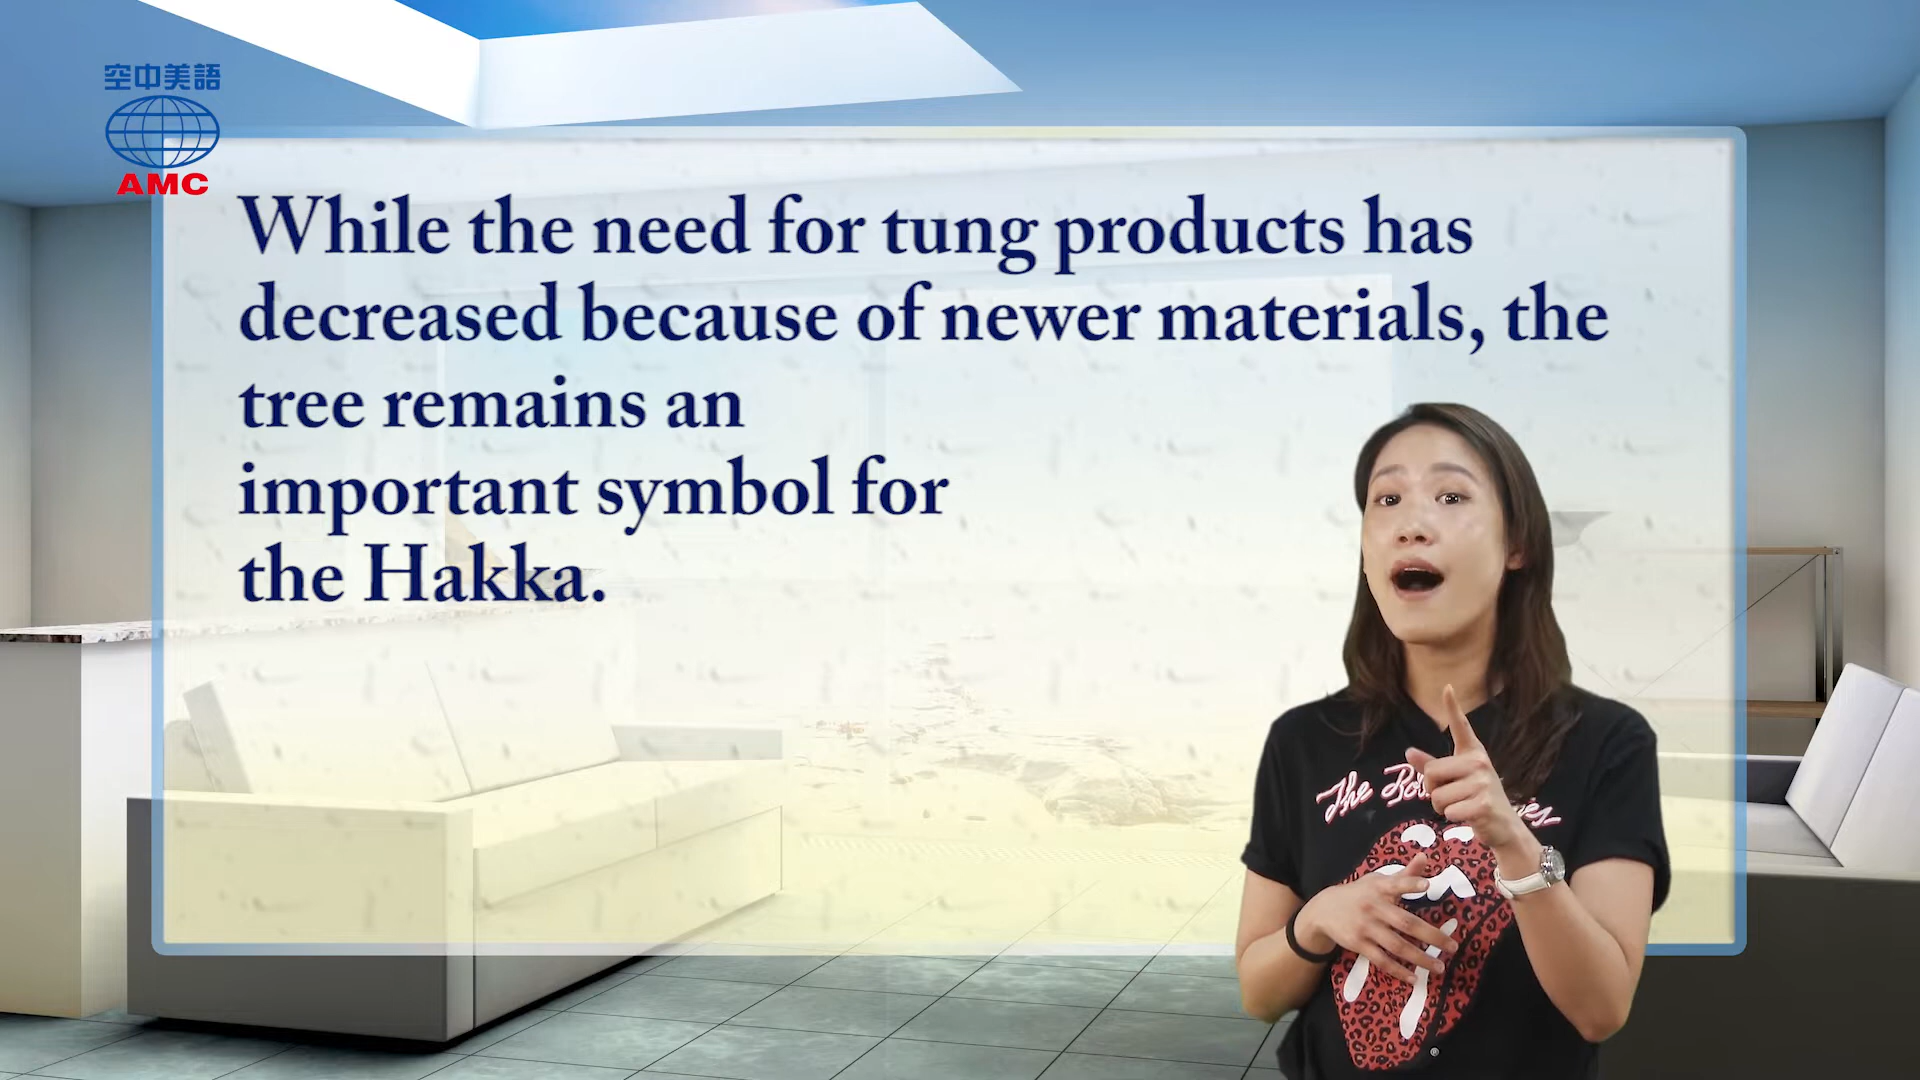 空中美語
AMC
While the need for tung products has
decreased because of newer materials, the
tree remains an
important symbol for
the Hakka.
The